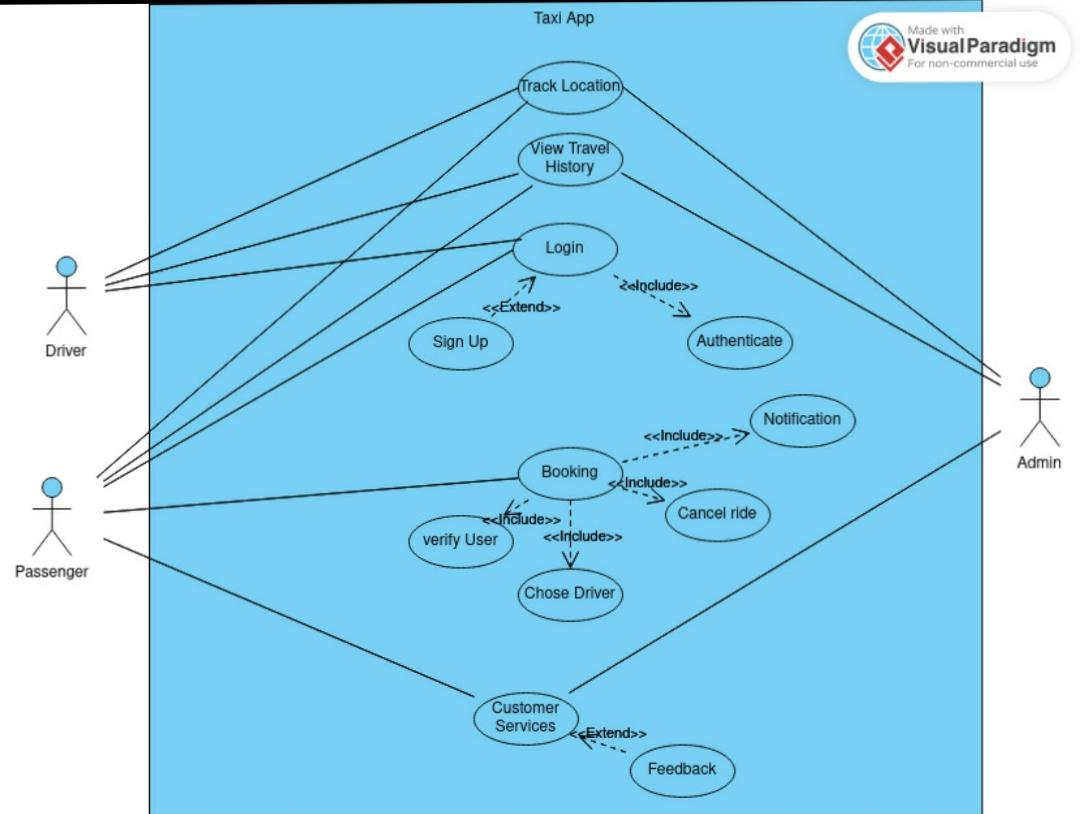 Taxi App
Made with
VisualParadigm
For non-commercial use
Track Location
View Travel
History
Login
<<Include>>
<<Extend>>
Sign Up
Authenticate
Driver
Notification
<<Include>>
Admin
Booking
<<Include>>
Cancel ride
<<Include>>
verify User
<<Include>>
Passenger
Chose Driver
Customer
Services
<<Extend>>
Feedback